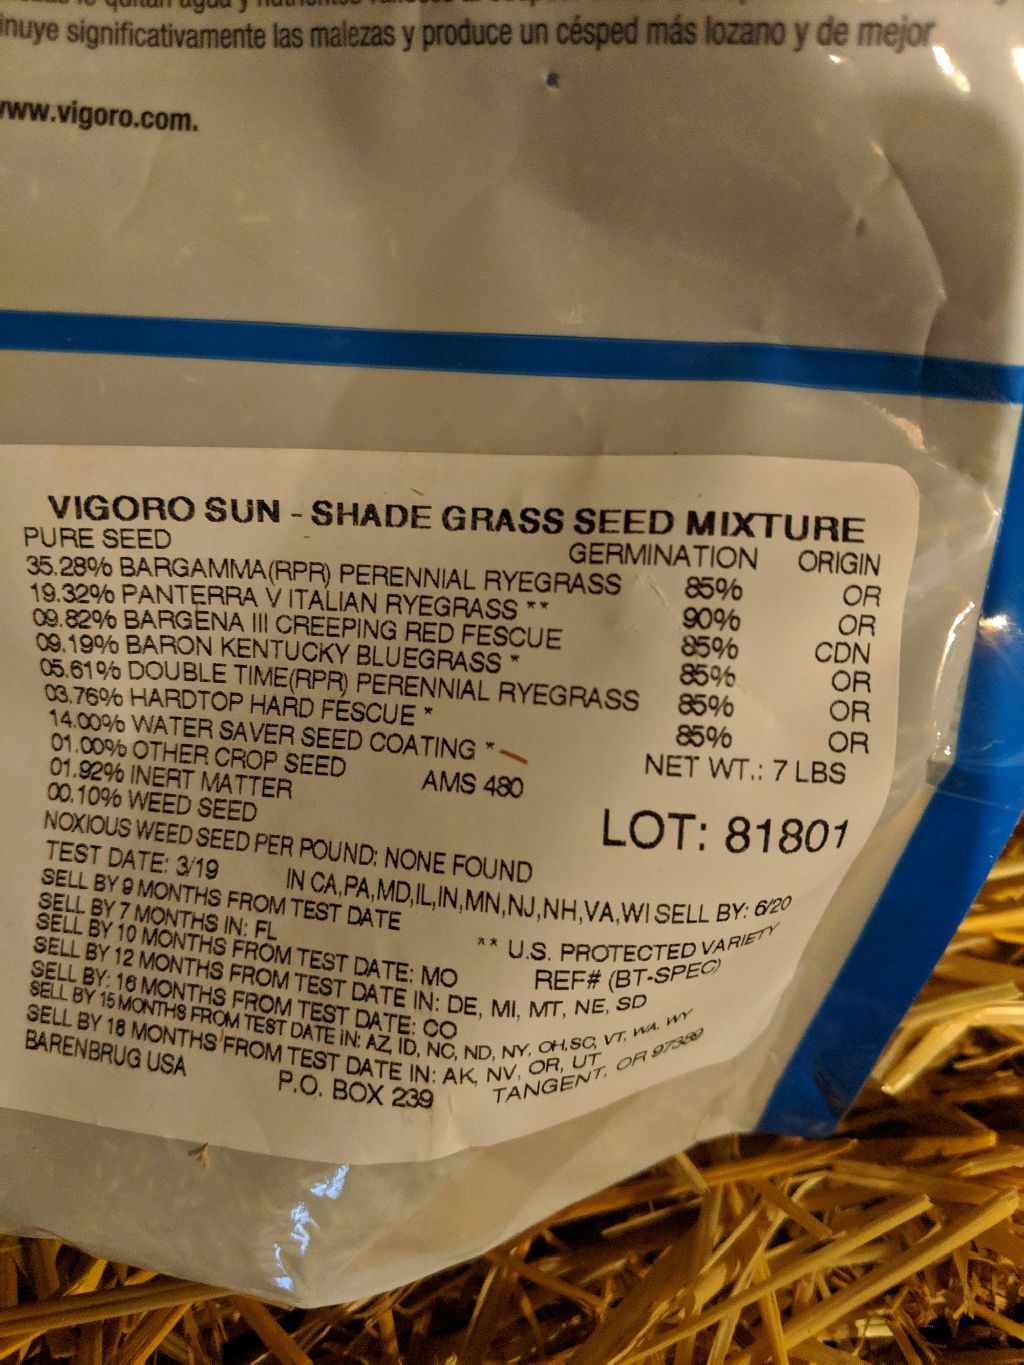 inuye significativamente las malezas y produce un césped más lozano y de mejor
www.vigoro.com.
VIGORO SUN - SHADE GRASS SEED MIXTURE
PURE SEED GERMINATION ORIGIN
35.28% BARGAMMA(RPR) PERENNIAL RYEGRASS 85% OR
19.32% PANTERRA V ITALIAN RYEGRASS ** 90% OR
09.82% BARGENA III CREEPING RED FESCUE 85% CDN
09.19% BARON KENTUCKY BLUEGRASS * 85% OR
05.61% DOUBLE TIME(RPR) PERENNIAL RYEGRASS 85% OR
03.76% HARDTOP HARD FESCUE * 85% OR
14.00% WATER SAVER SEED COATING * NET WT.: 7 LBS
01.00% OTHER CROP SEED AMS 480
01.92% INERT MATTER
00.10% WEED SEED LOT: 81801
NOXIOUS WEED SEED PER POUND: NONE FOUND
TEST DATE: 3/19 IN CA,PA,MD,IL,IN,MN,NJ,NH,VA,WI SELL BY: 6/20
SELL BY 9 MONTHS FROM TEST DATE
SELL BY 7 MONTHS IN: FL ** U.S. PROTECTED VARIETY
SELL BY 10 MONTHS FROM TEST DATE: MO REF# (BT-SPEC)
SELL BY 12 MONTHS FROM TEST DATE IN: DE, MI, MT, NE, SD
SELL BY: 16 MONTHS FROM TEST DATE: CO
SELL BY 15 MONTHS FROM TEST DATE IN: AZ, ID, NC, ND, NY, OH,SC, VT, WA, WY
SELL BY 18 MONTHS FROM TEST DATE IN: AK, NV, OR, UT
BARENBRUG USA P.O. BOX 239 TANGENT, OR 97389